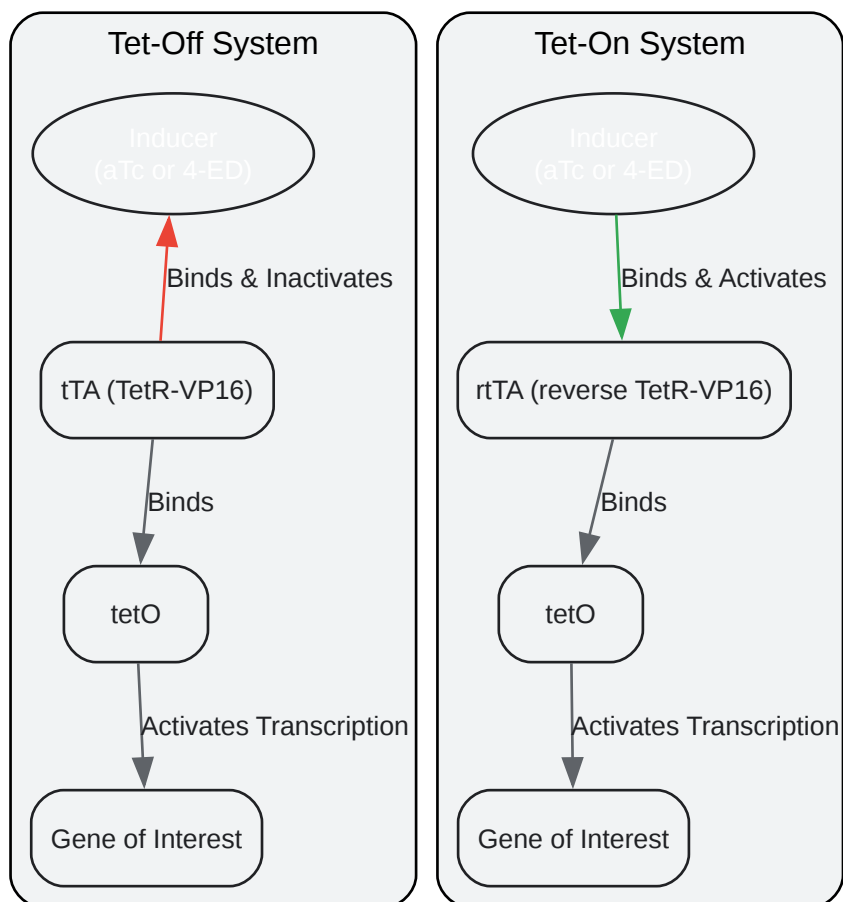 Tet-Off System
Inducer
(aTc or 4-ED)
Binds & Inactivates
tTA (TetR-VP16)
Binds
tetO
Activates Transcription
Gene of Interest
Tet-On System
Inducer
(aTc or 4-ED)
Binds & Activates
rtTA (reverse TetR-VP16)
Binds
tetO
Activates Transcription
Gene of Interest